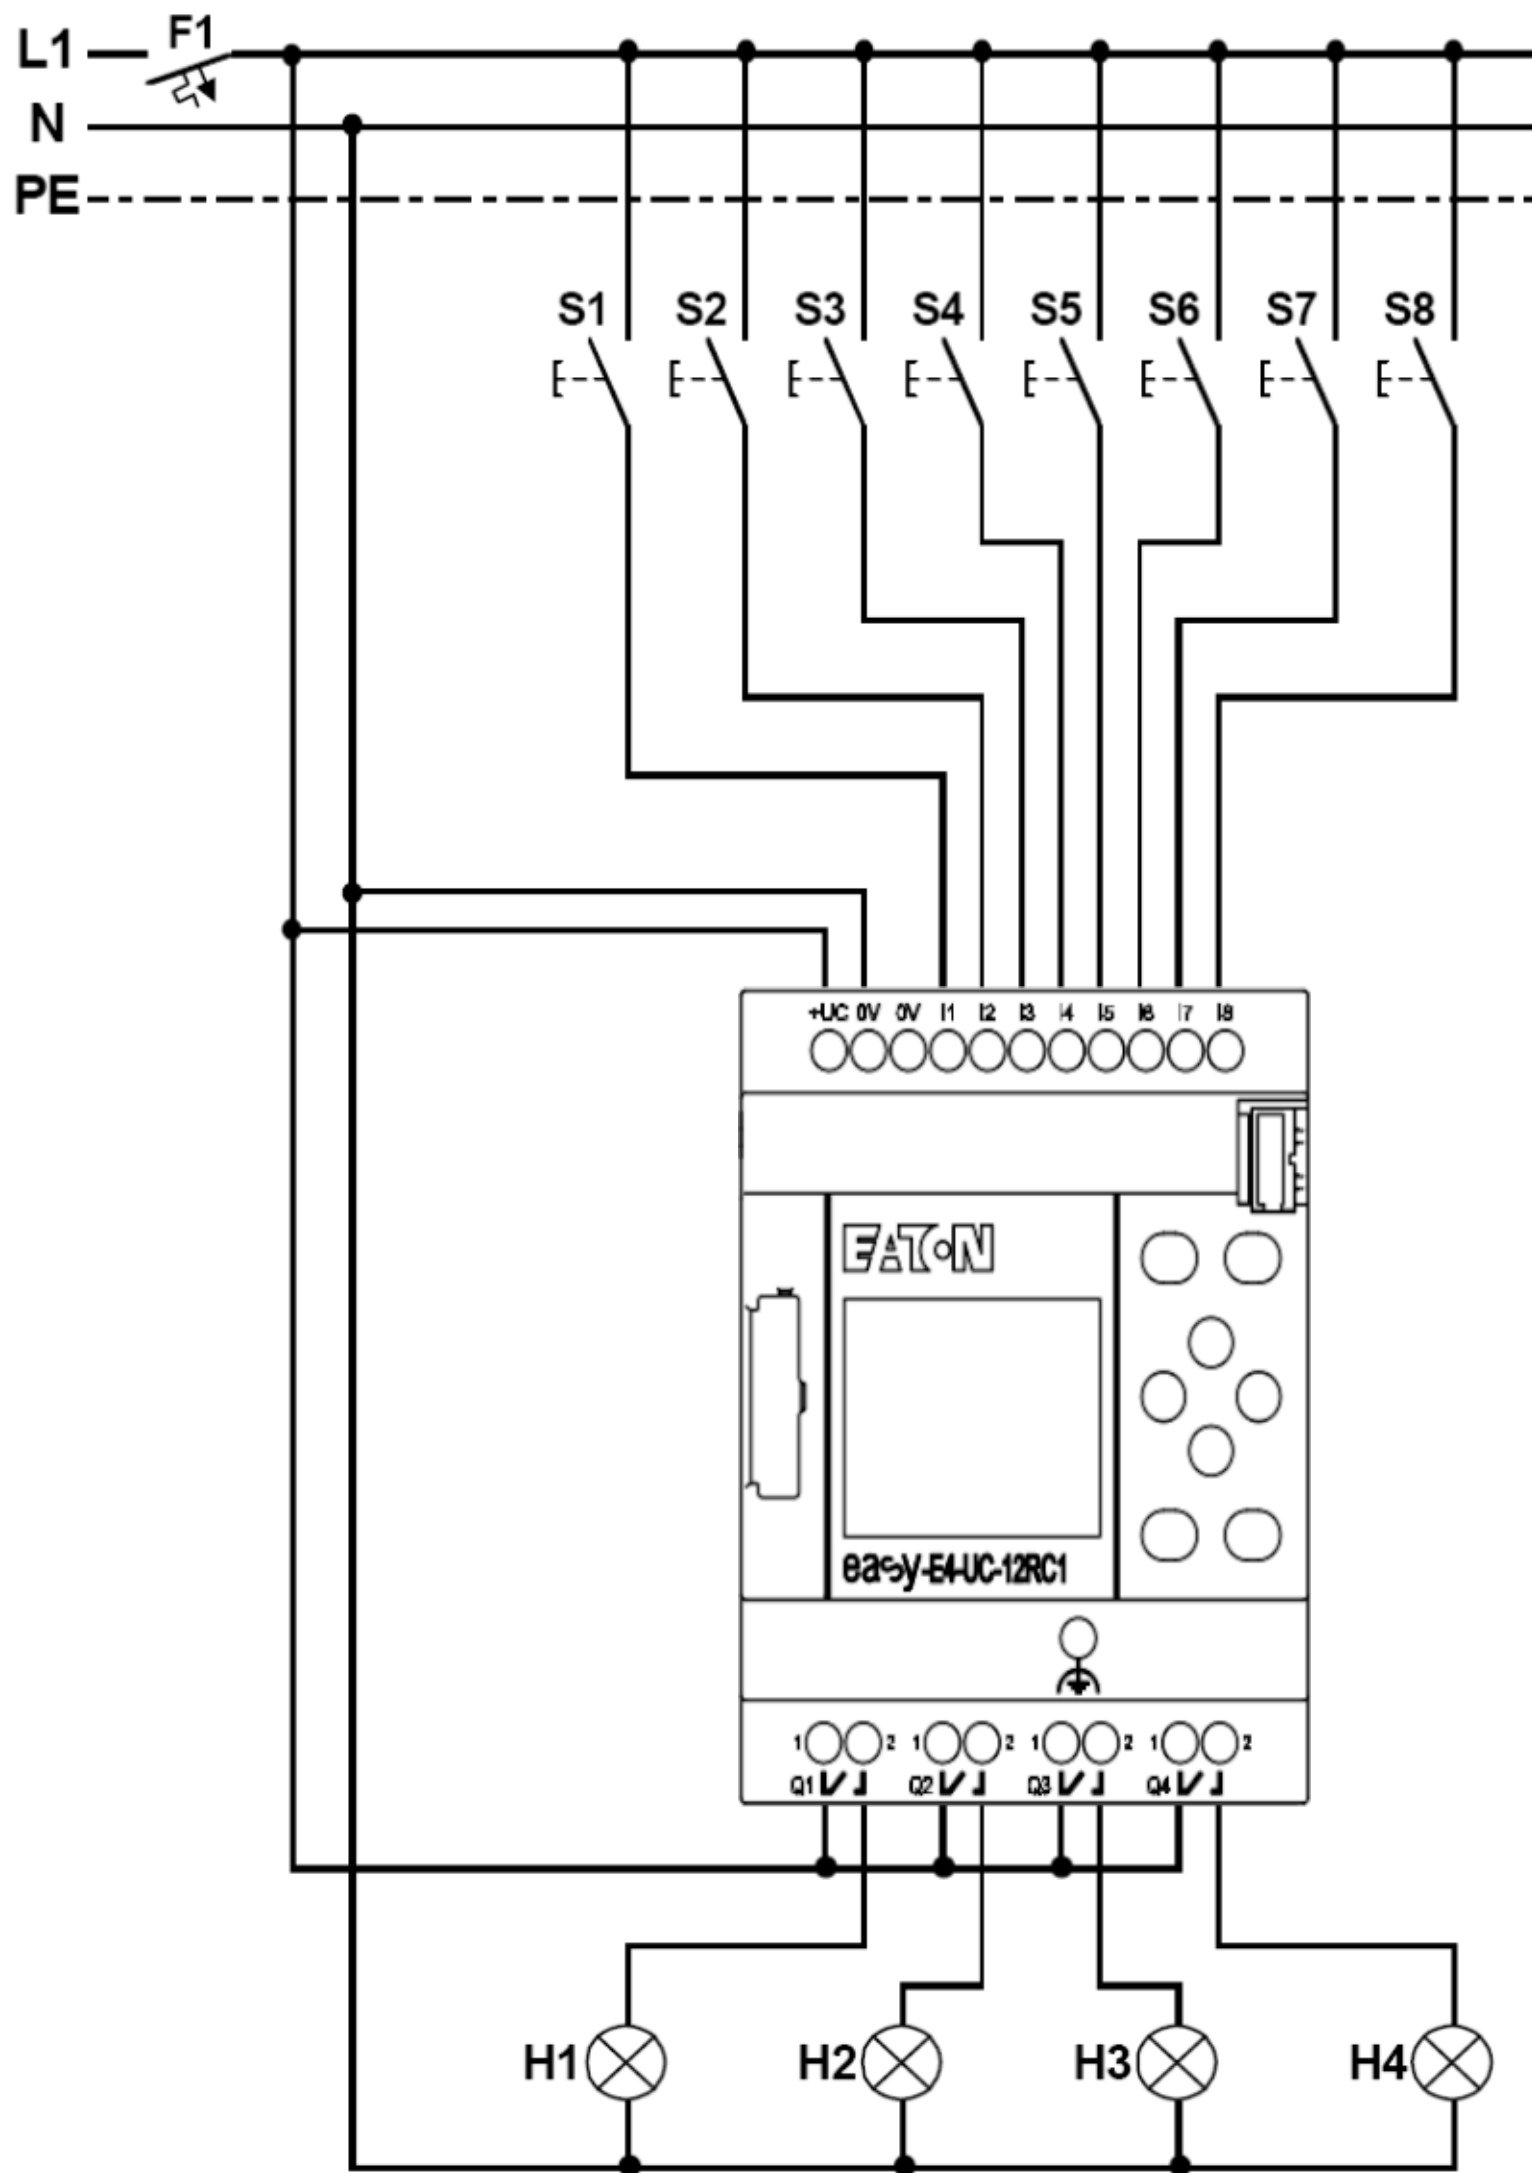 L1 F1
N
PE
S1 S2 S3 S4 S5 S6 S7 S8
+UC 0V 0V I1 I2 I3 I4 I5 I6 I7 I8
EATON
easy-E4-UC-12RC1
1 2 1 2 1 2 1 2
Q1 Q2 Q3 Q4
H1 H2 H3 H4